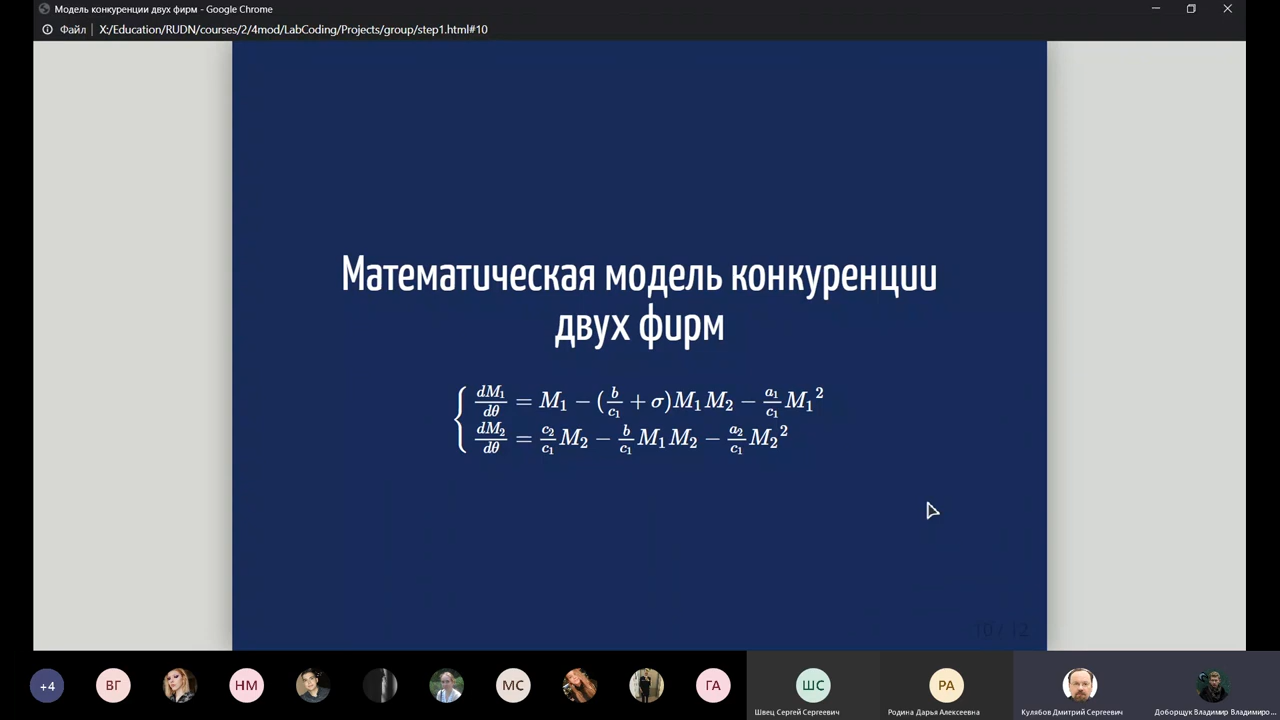 Модель конкуренции двух фирм - Google Chrome
Файл | X:/Education/RUDN/courses/2/4mod/LabCoding/Projects/group/step1.html#10
Математическая модель конкуренции
двух фирм
{ dM₁/dθ = M₁ − (b/c₁ + σ)M₁M₂ − a₁/c₁ M₁²
dM₂/dθ = c₂/c₁ M₂ − b/c₁ M₁M₂ − a₂/c₁ M₂²
10 / 12
+4 ВГ НМ МС ГА ШС РА
Швец Сергей Сергеевич Родина Дарья Алексеевна Кулябов Дмитрий Сергеевич Доборщук Владимир Владимиро...